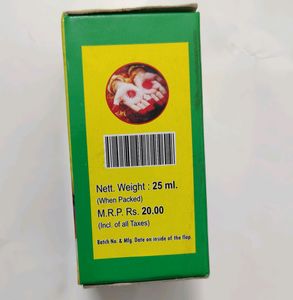 Nett. Weight : 25 ml.
(When Packed)
M.R.P. Rs. 20.00
(Incl. of all Taxes)
Batch No. & Mfg. Date on inside of the flap